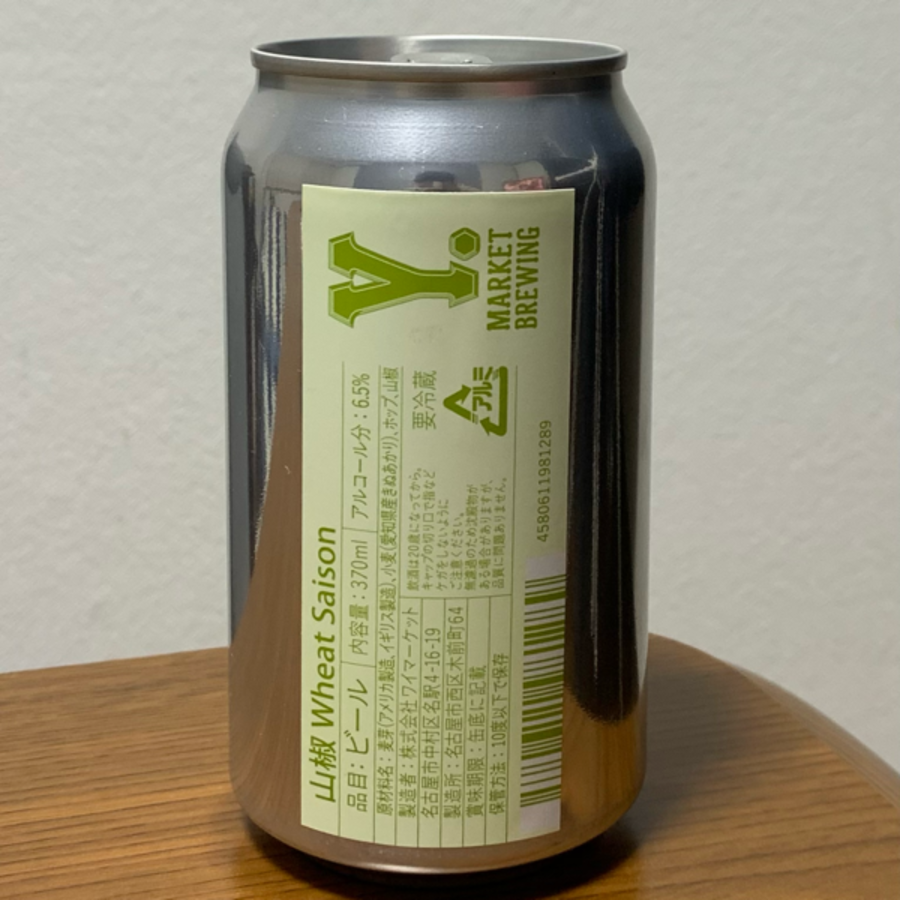 Y.
MARKET
BREWING
山椒 Wheat Saison
品目：ビール 内容量：370ml アルコール分：6.5%
原材料名：麦芽(アメリカ製造、イギリス製造)、小麦(愛知県産きぬあかり)、ホップ、山椒
製造者：株式会社ワイマーケット
名古屋市中村区名駅4-16-19
製造所：名古屋市西区木前町64
賞味期限：缶底に記載
保管方法：10度以下で保存
飲酒は20歳になってから。
キャップの切り口で指など
ケガをしないように
ご注意ください。
無濾過のため沈殿物が
ある場合がありますが、
品質に問題ありません。
要冷蔵
アルミ
4580611981289